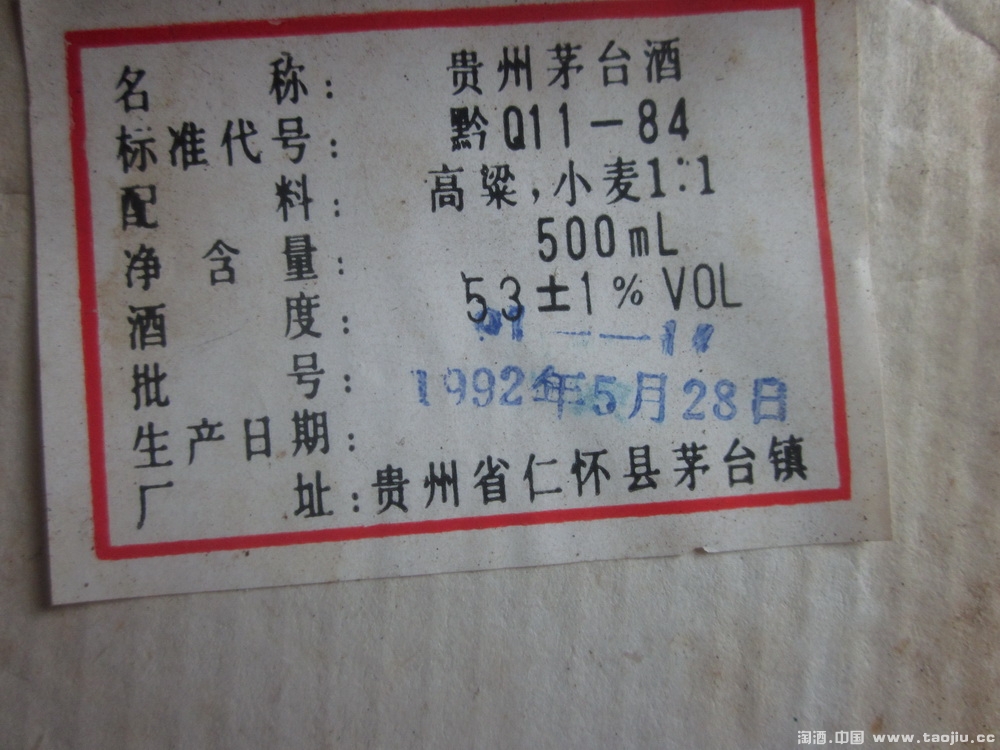 名 称: 贵州茅台酒
标准代号: 黔Q11-84
配 料: 高粱,小麦1:1
净 含 量: 500mL
酒 度: 53±1%VOL
批 号:
生产日期: 1992年5月28日
厂 址: 贵州省仁怀县茅台镇
淘酒.中国 www.taojiu.cc